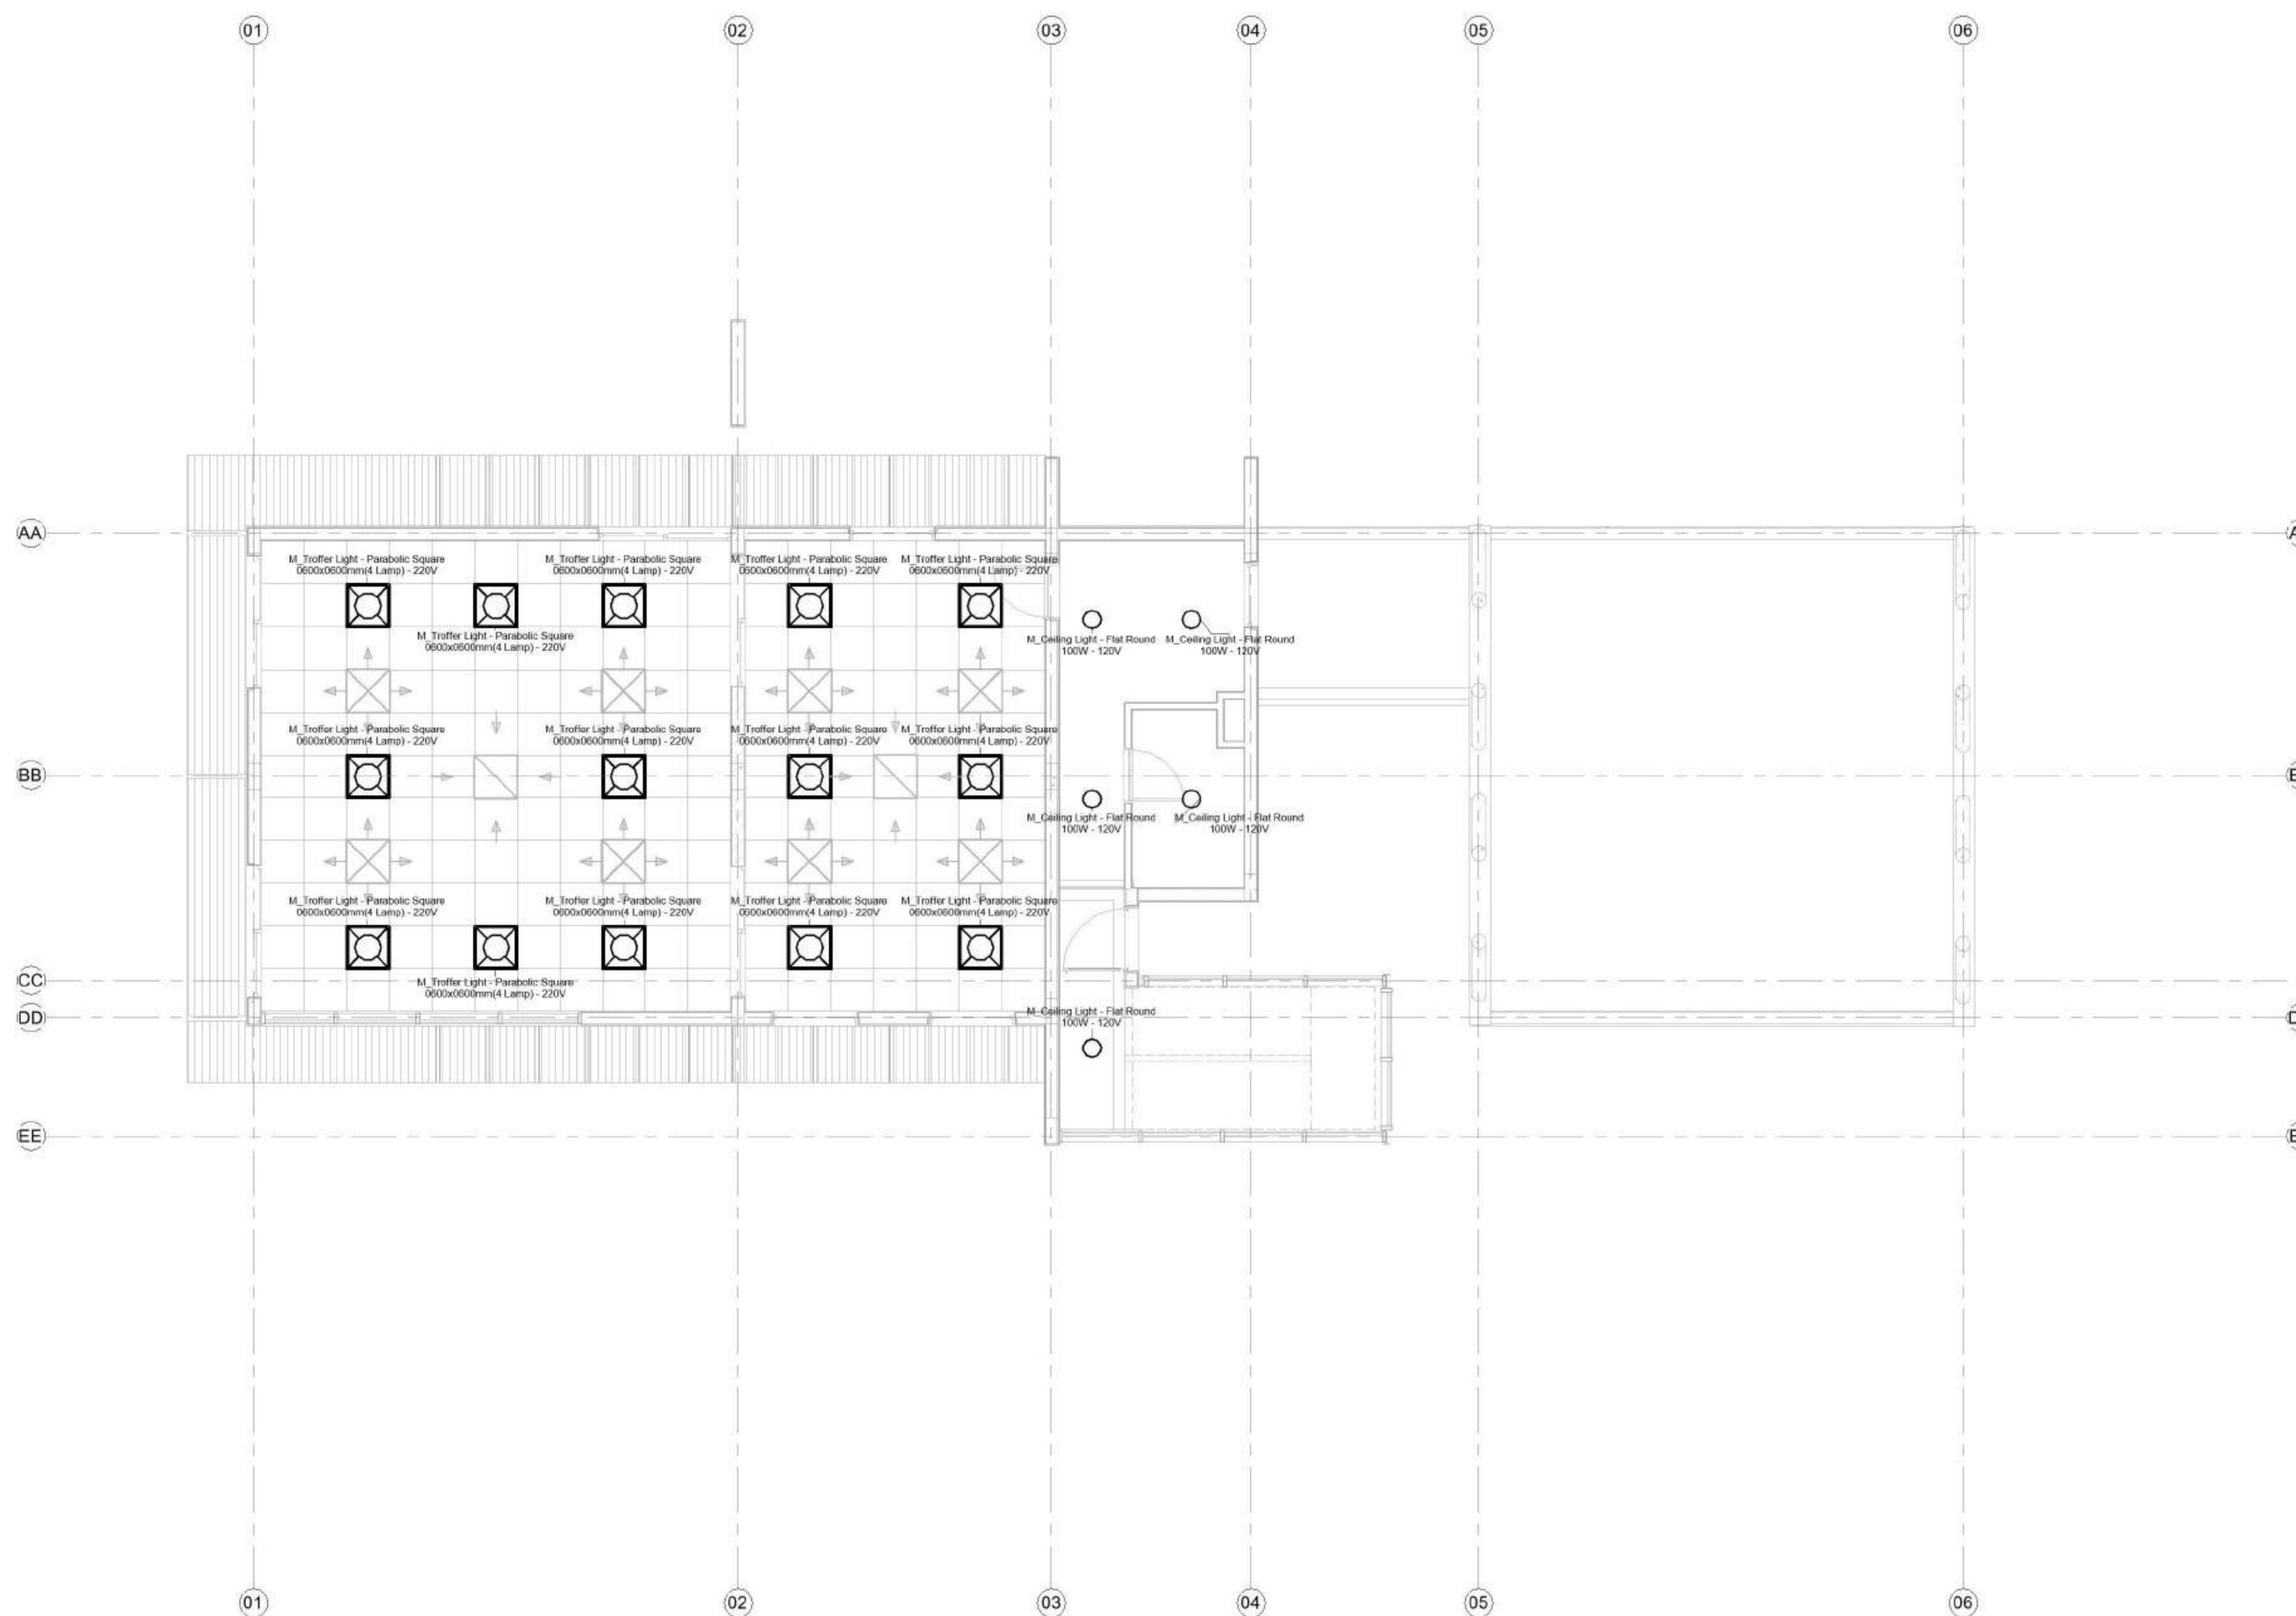 01
02
03
04
05
06
AA
A
M_Troffer Light - Parabolic Square
0600x0600mm(4 Lamp) - 220V
M_Troffer Light - Parabolic Square
0600x0600mm(4 Lamp) - 220V
M_Troffer Light - Parabolic Square
0600x0600mm(4 Lamp) - 220V
M_Troffer Light - Parabolic Square
0600x0600mm(4 Lamp) - 220V
M_Troffer Light - Parabolic Square
0600x0600mm(4 Lamp) - 220V
M_Ceiling Light - Flat Round
100W - 120V
M_Ceiling Light - Flat Round
100W - 120V
M_Troffer Light - Parabolic Square
0600x0600mm(4 Lamp) - 220V
M_Troffer Light - Parabolic Square
0600x0600mm(4 Lamp) - 220V
M_Troffer Light - Parabolic Square
0600x0600mm(4 Lamp) - 220V
M_Troffer Light - Parabolic Square
0600x0600mm(4 Lamp) - 220V
BB
M_Ceiling Light - Flat Round
100W - 120V
M_Ceiling Light - Flat Round
100W - 120V
M_Troffer Light - Parabolic Square
0600x0600mm(4 Lamp) - 220V
M_Troffer Light - Parabolic Square
0600x0600mm(4 Lamp) - 220V
M_Troffer Light - Parabolic Square
0600x0600mm(4 Lamp) - 220V
M_Troffer Light - Parabolic Square
0600x0600mm(4 Lamp) - 220V
CC
M_Troffer Light - Parabolic Square
0600x0600mm(4 Lamp) - 220V
DD
M_Ceiling Light - Flat Round
100W - 120V
EE
01
02
03
04
05
06